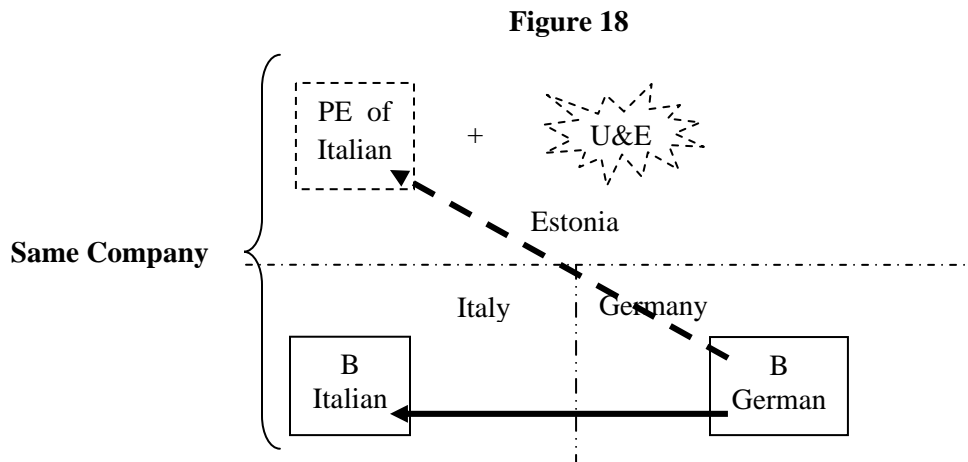 Figure 18
PE of
Italian
+
U&E
Estonia
Same Company
Italy
Germany
B
Italian
B
German